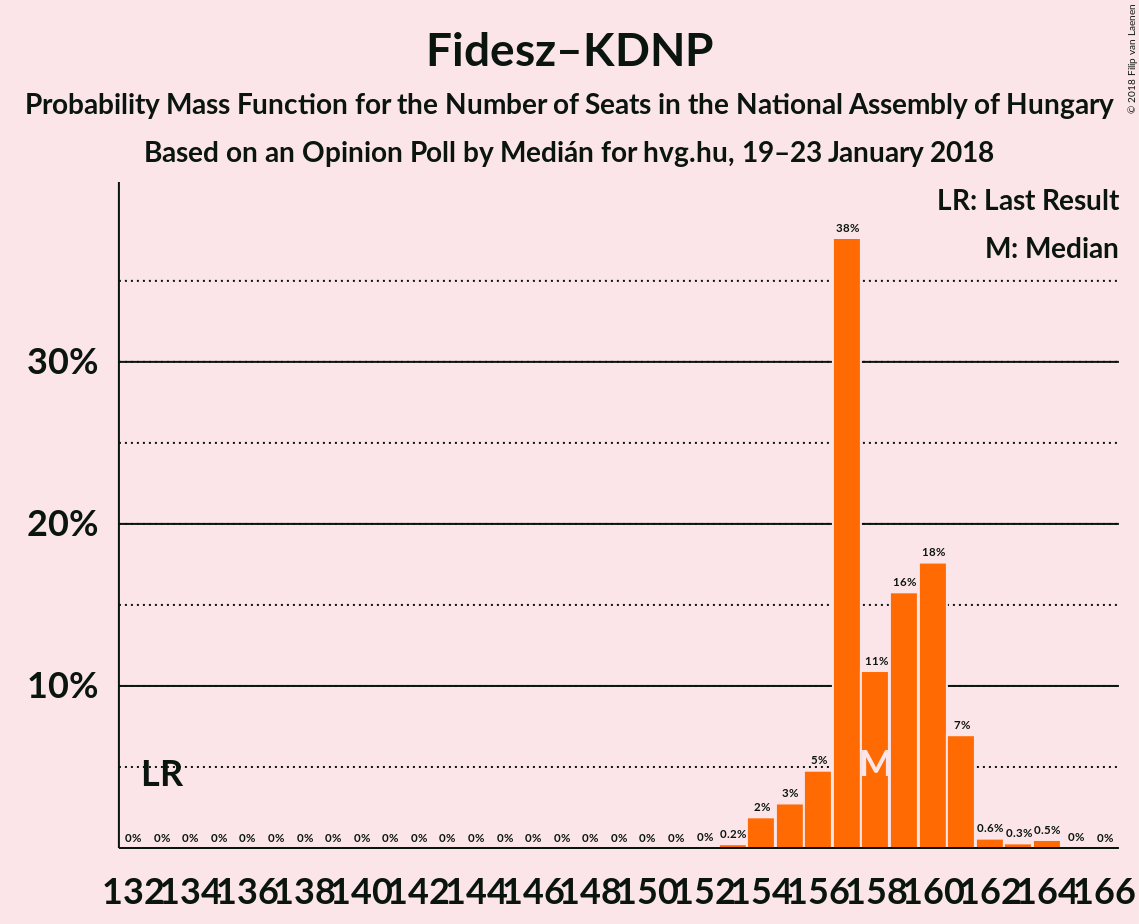 © 2018 Filip van Laenen
Fidesz–KDNP
Probability Mass Function for the Number of Seats in the National Assembly of Hungary
Based on an Opinion Poll by Medián for hvg.hu, 19–23 January 2018
LR: Last Result
M: Median
38%
30%
20%
18%
16%
11%
10%
7%
LR
M
5%
3%
2%
0% 0% 0% 0% 0% 0% 0% 0% 0% 0% 0% 0% 0% 0% 0% 0% 0% 0% 0% 0% 0% 0.2% 0.6% 0.3% 0.5% 0% 0%
132 134 136 138 140 142 144 146 148 150 152 154 156 158 160 162 164 166